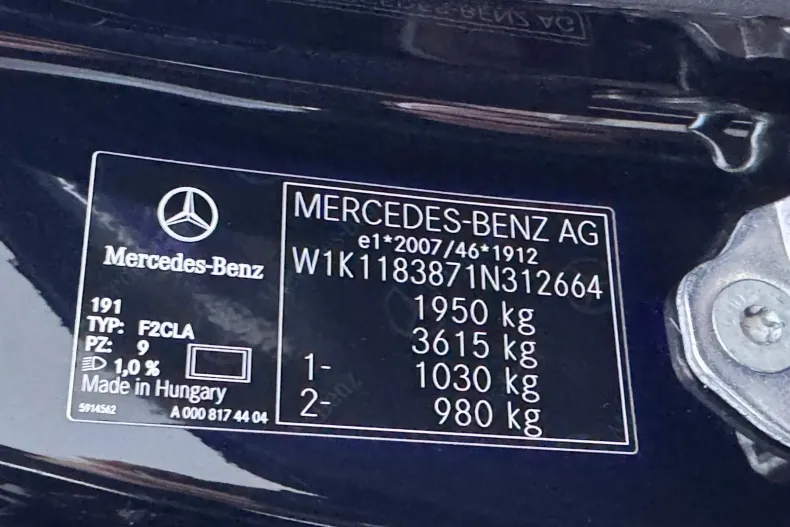 Mercedes-Benz
191
TYP: F2CLA
PZ: 9
1,0 %
Made in Hungary
5914562
A 000 817 44 04
MERCEDES-BENZ AG
e1*2007/46*1912
W1K1183871N312664
1950 kg
3615 kg
1- 1030 kg
2- 980 kg